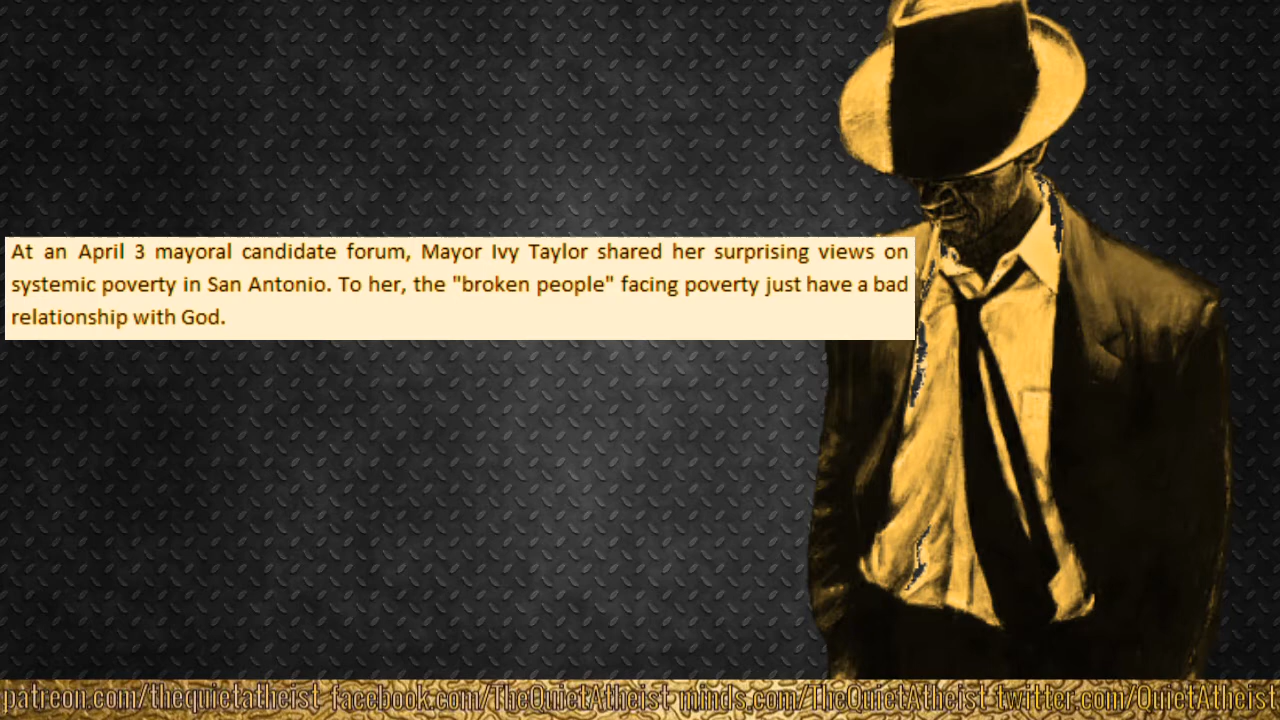 At an April 3 mayoral candidate forum, Mayor Ivy Taylor shared her surprising views on
systemic poverty in San Antonio. To her, the "broken people" facing poverty just have a bad
relationship with God.
patreon.com/thequietatheist facebook.com/TheQuietAtheist minds.com/TheQuietAtheist twitter.com/QuietAtheist